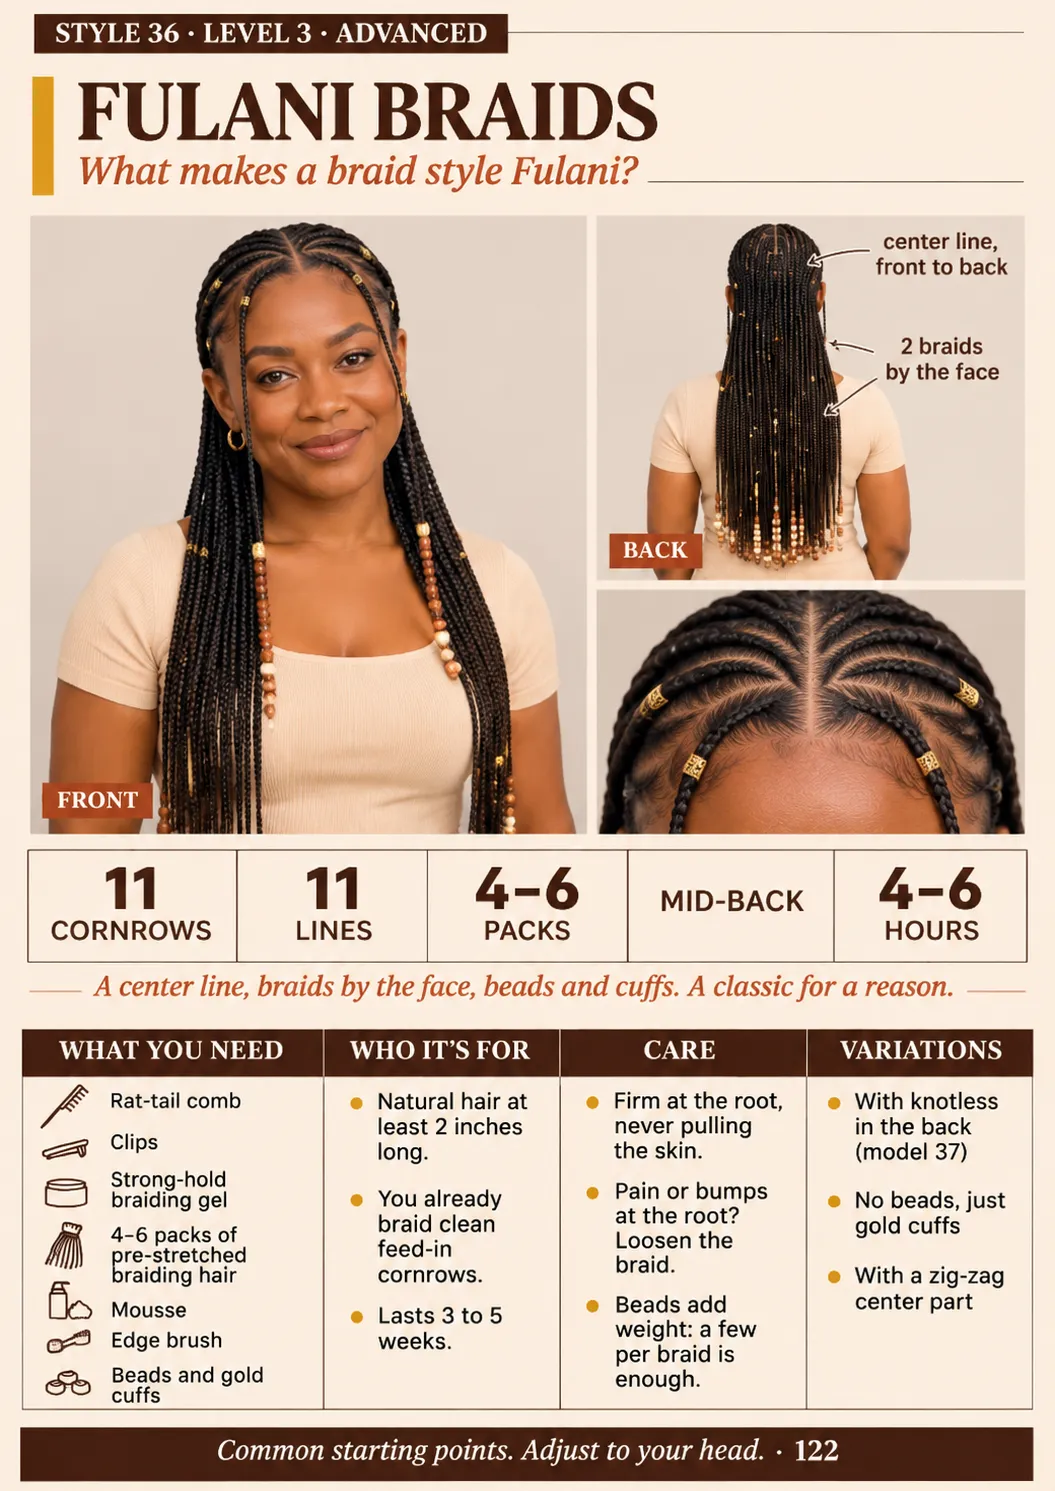 STYLE 36 · LEVEL 3 · ADVANCED
FULANI BRAIDS
What makes a braid style Fulani?
center line,
front to back
2 braids
by the face
BACK
FRONT
11
CORNROWS
11
LINES
4–6
PACKS
MID-BACK
4–6
HOURS
A center line, braids by the face, beads and cuffs. A classic for a reason.
WHAT YOU NEED
Rat-tail comb
Clips
Strong-hold
braiding gel
4–6 packs of
pre-stretched
braiding hair
Mousse
Edge brush
Beads and gold
cuffs
WHO IT'S FOR
Natural hair at
least 2 inches
long.
You already
braid clean
feed-in
cornrows.
Lasts 3 to 5
weeks.
CARE
Firm at the root,
never pulling
the skin.
Pain or bumps
at the root?
Loosen the
braid.
Beads add
weight: a few
per braid is
enough.
VARIATIONS
With knotless
in the back
(model 37)
No beads, just
gold cuffs
With a zig-zag
center part
Common starting points. Adjust to your head. · 122